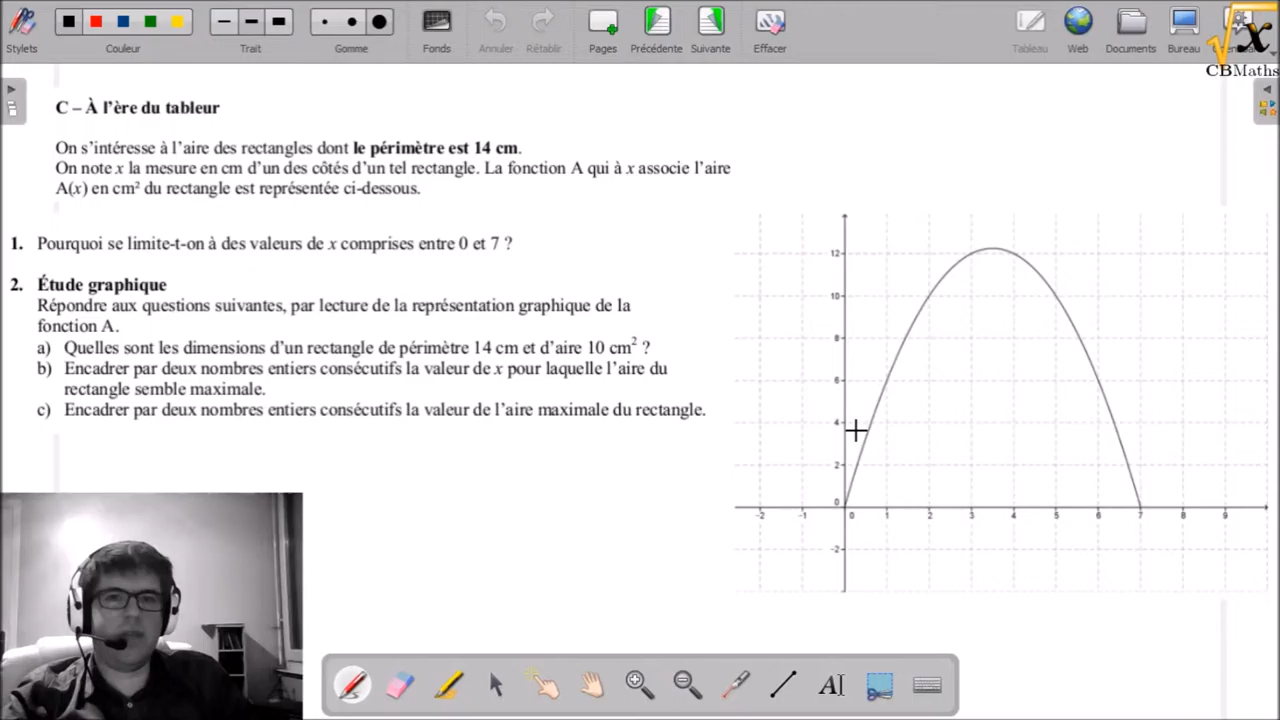 Stylets Couleur Trait Gomme Fonds Annuler Rétablir Pages Précédente Suivante Effacer Tableau Web Documents Bureau
CBMaths
C – À l'ère du tableur
On s'intéresse à l'aire des rectangles dont le périmètre est 14 cm.
On note x la mesure en cm d'un des côtés d'un tel rectangle. La fonction A qui à x associe l'aire
A(x) en cm² du rectangle est représentée ci-dessous.
1. Pourquoi se limite-t-on à des valeurs de x comprises entre 0 et 7 ?
2. Étude graphique
Répondre aux questions suivantes, par lecture de la représentation graphique de la
fonction A.
a) Quelles sont les dimensions d'un rectangle de périmètre 14 cm et d'aire 10 cm² ?
b) Encadrer par deux nombres entiers consécutifs la valeur de x pour laquelle l'aire du
rectangle semble maximale.
c) Encadrer par deux nombres entiers consécutifs la valeur de l'aire maximale du rectangle.
12
10
8
6
4
2
0
-2 -1 0 1 2 3 4 5 6 7 8 9
-2
AI